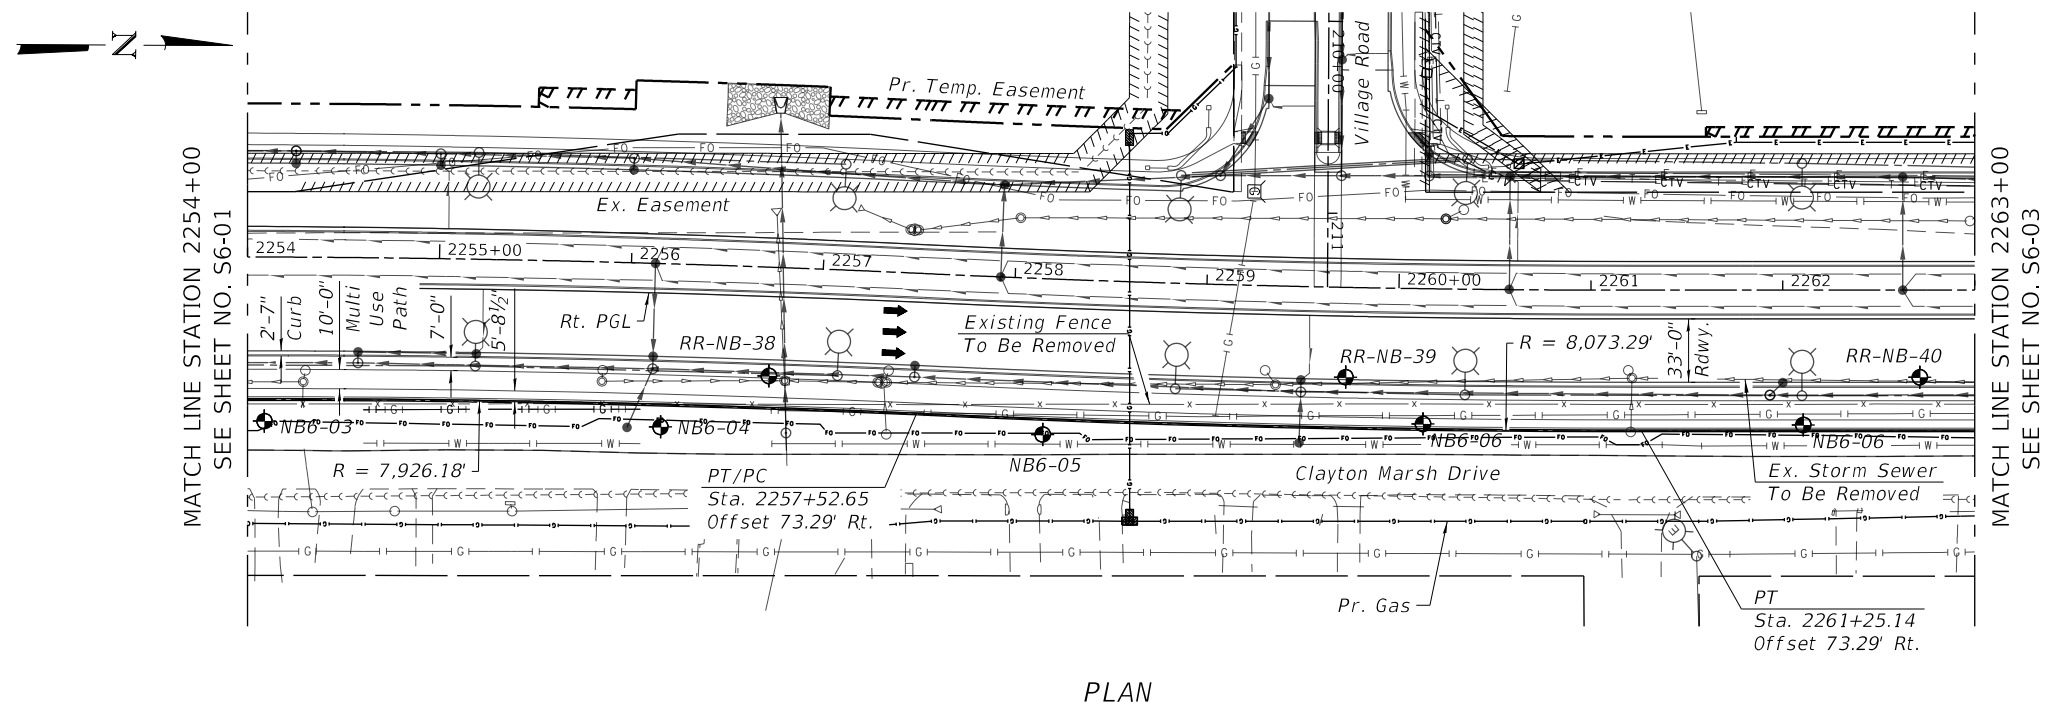 N
Pr. Temp. Easement
Village Road
210+00
211
Ex. Easement
MATCH LINE STATION 2254+00
SEE SHEET NO. S6-01
MATCH LINE STATION 2263+00
SEE SHEET NO. S6-03
2254
2255+00
2256
2257
2258
2259
2260+00
2261
2262
2'-7"
Curb
10'-0"
Multi
Use
Path
7'-0"
5'-8½"
Rt. PGL
RR-NB-38
Existing Fence
To Be Removed
RR-NB-39
R = 8,073.29'
33'-0"
Rdwy.
RR-NB-40
NB6-03
NB6-04
NB6-05
NB6-06
NB6-06
R = 7,926.18'
PT/PC
Sta. 2257+52.65
Offset 73.29' Rt.
Clayton Marsh Drive
Ex. Storm Sewer
To Be Removed
Pr. Gas
PT
Sta. 2261+25.14
Offset 73.29' Rt.
PLAN